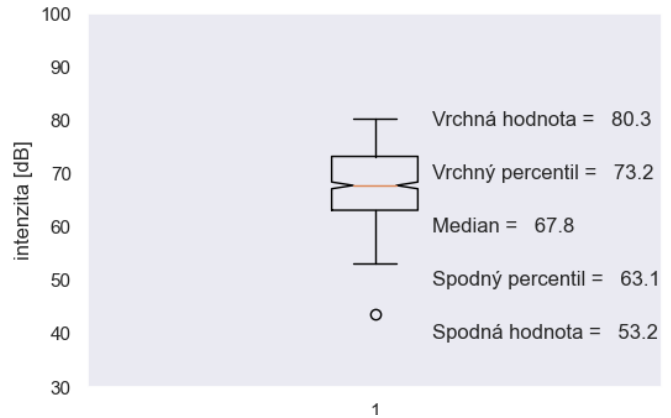 100
90
80
70
60
50
40
30
intenzita [dB]
Vrchná hodnota = 80.3
Vrchný percentil = 73.2
Median = 67.8
Spodný percentil = 63.1
Spodná hodnota = 53.2
1